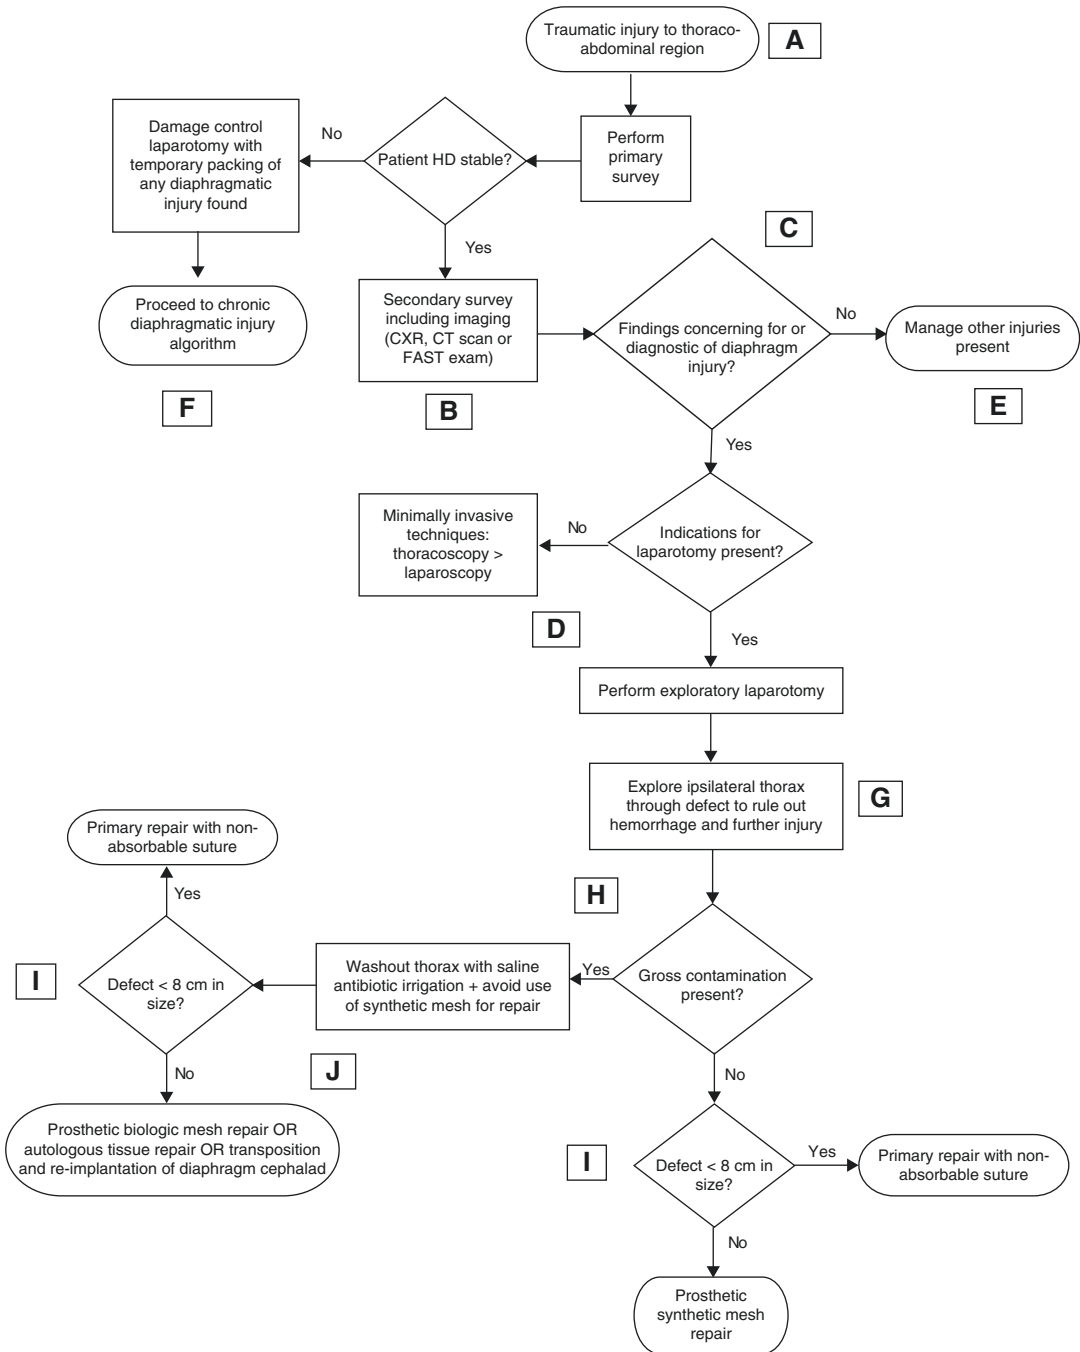 Traumatic injury to thoraco-
abdominal region
A
Perform
primary
survey
Patient HD stable?
No
Damage control
laparotomy with
temporary packing of
any diaphragmatic
injury found
Proceed to chronic
diaphragmatic injury
algorithm
F
Yes
Secondary survey
including imaging
(CXR, CT scan or
FAST exam)
B
C
Findings concerning for or
diagnostic of diaphragm
injury?
No
Manage other injuries
present
E
Yes
Indications for
laparotomy present?
No
Minimally invasive
techniques:
thoracoscopy >
laparoscopy
D
Yes
Perform exploratory laparotomy
Explore ipsilateral thorax
through defect to rule out
hemorrhage and further injury
G
H
Gross contamination
present?
Yes
Washout thorax with saline
antibiotic irrigation + avoid use
of synthetic mesh for repair
J
I
Defect < 8 cm in
size?
Yes
Primary repair with non-
absorbable suture
No
Prosthetic biologic mesh repair OR
autologous tissue repair OR transposition
and re-implantation of diaphragm cephalad
No
I
Defect < 8 cm in
size?
Yes
Primary repair with non-
absorbable suture
No
Prosthetic
synthetic mesh
repair